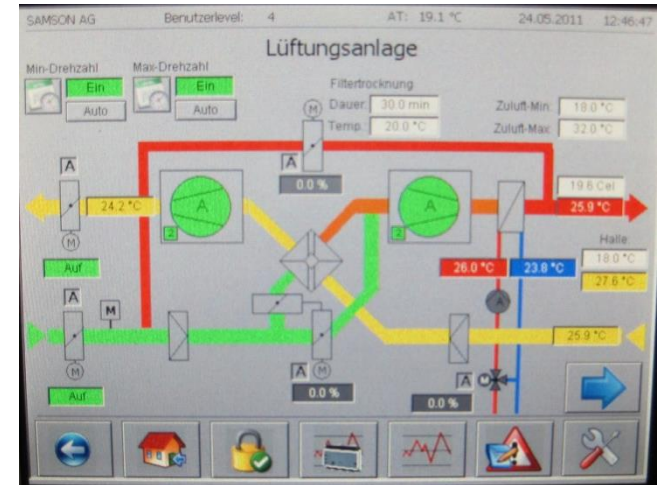 SAMSON AG Benutzerlevel: 4 AT: 19.1 °C 24.05.2011 12:46:47
Lüftungsanlage
Min-Drehzahl Max-Drehzahl
Ein Ein
Auto Auto
Filtertrocknung
Dauer: 30.0 min
Temp.: 20.0 °C
Zuluft-Min: 18.0 °C
Zuluft-Max: 32.0 °C
M
A
0.0 %
A
24.2 °C
M
Auf
A
2
A
2
19.6 Cel
25.9 °C
Halle
18.0 °C
27.6 °C
26.0 °C 23.8 °C
A
A
M
M
Auf
A
M
0.0 %
25.9 °C
A
M
0.0 %